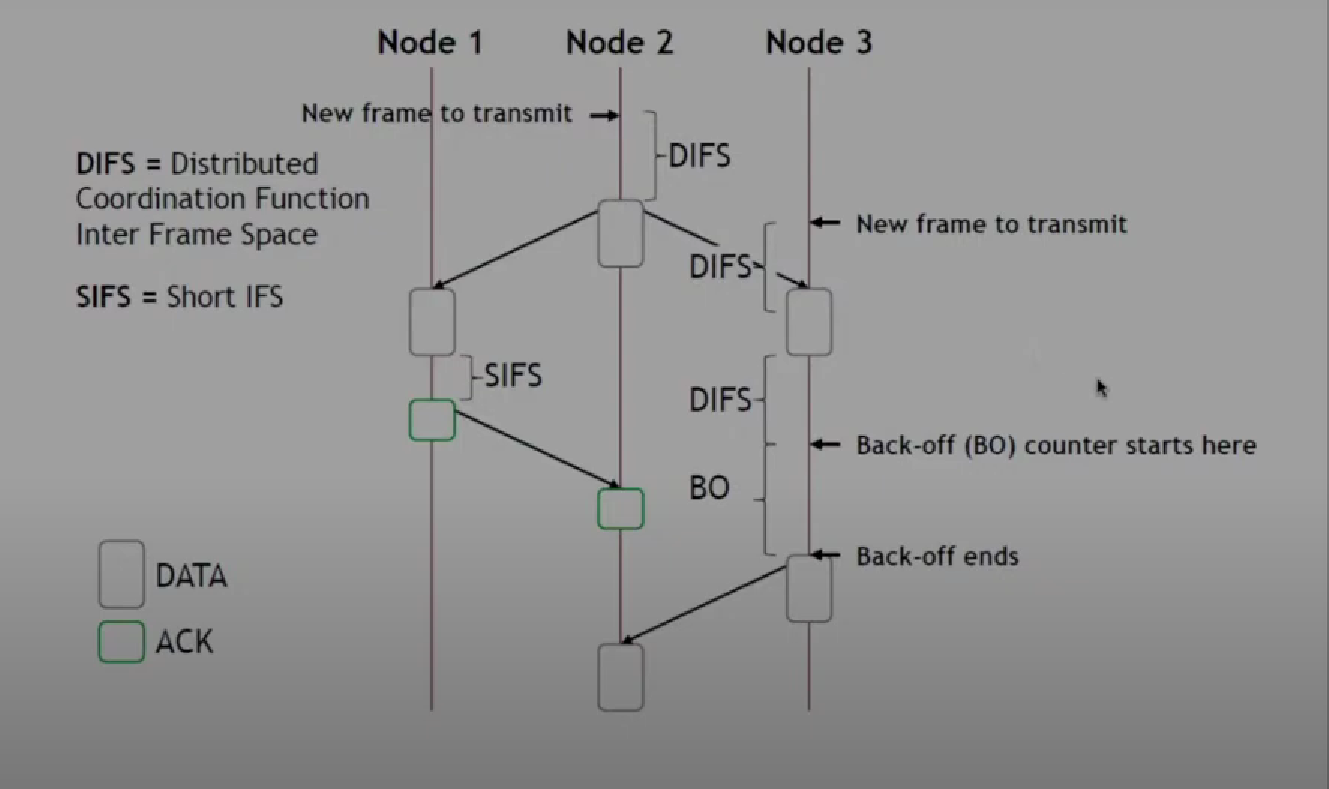 Node 1
Node 2
Node 3
New frame to transmit
DIFS
DIFS = Distributed
Coordination Function
Inter Frame Space
New frame to transmit
DIFS
SIFS = Short IFS
SIFS
DIFS
Back-off (BO) counter starts here
BO
Back-off ends
DATA
ACK